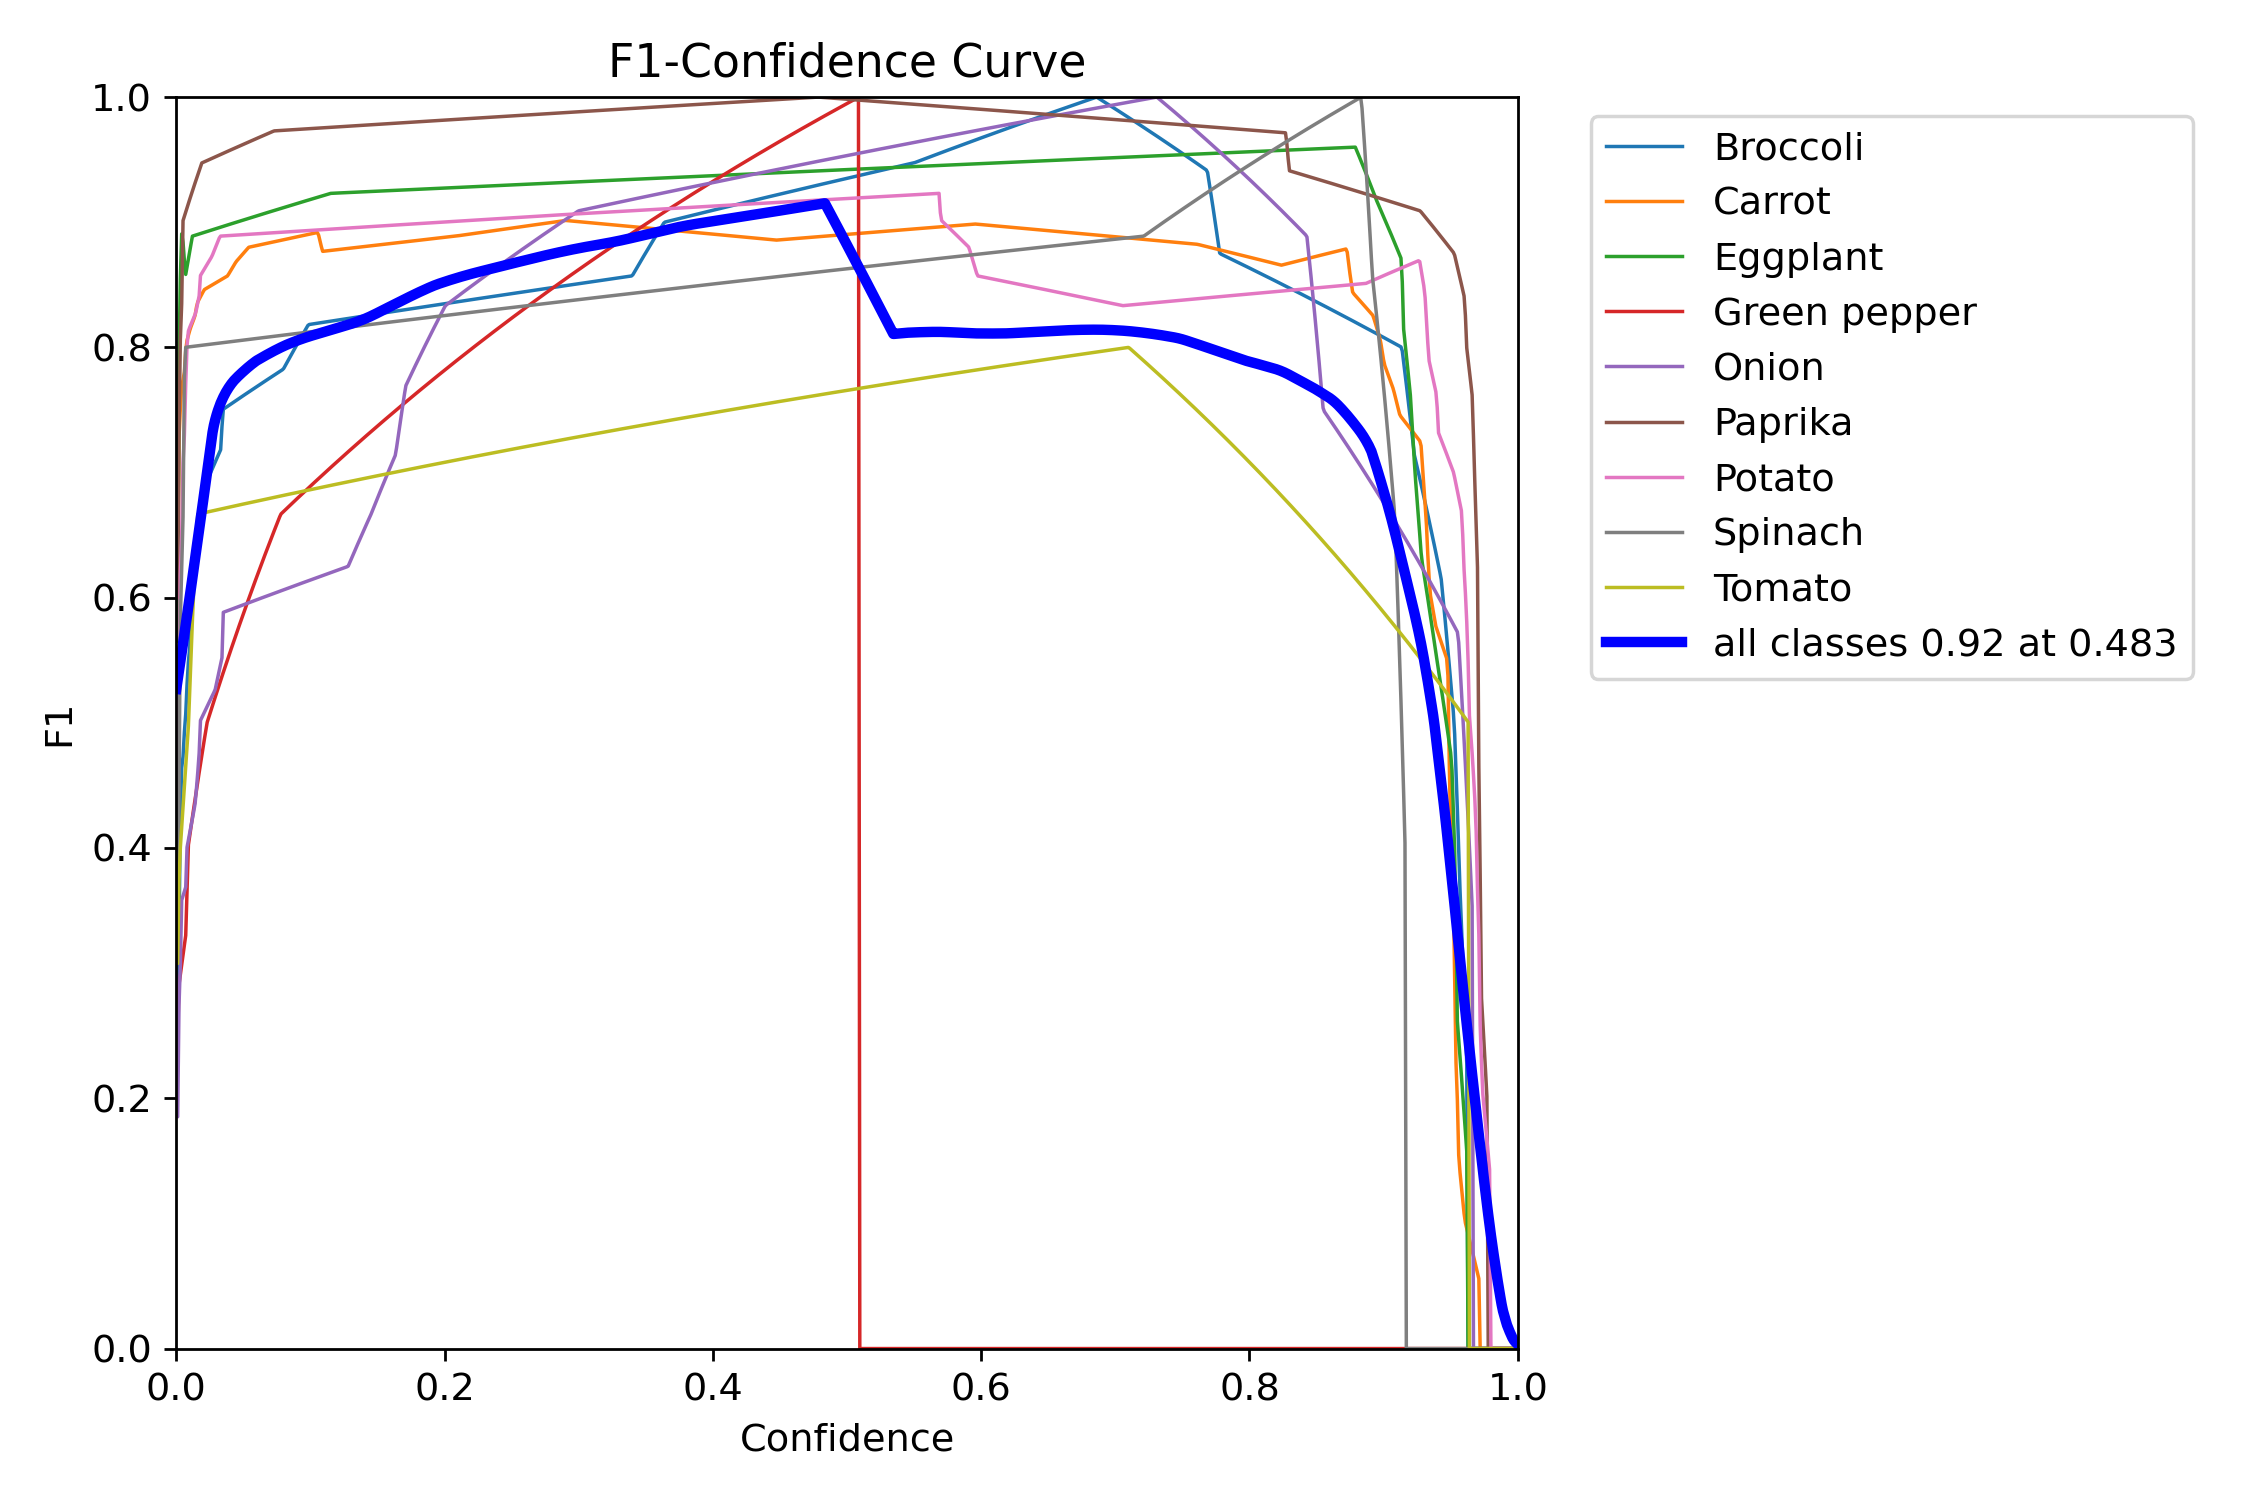 F1-Confidence Curve
1.0
0.8
0.6
0.4
0.2
0.0
F1
0.0 0.2 0.4 0.6 0.8 1.0
Confidence
Broccoli
Carrot
Eggplant
Green pepper
Onion
Paprika
Potato
Spinach
Tomato
all classes 0.92 at 0.483